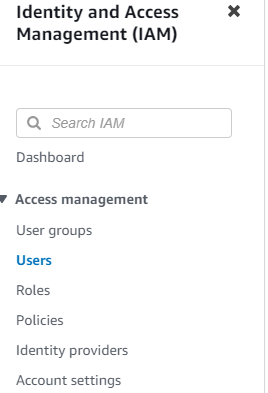 Identity and Access
Management (IAM)
Search IAM
Dashboard
Access management
User groups
Users
Roles
Policies
Identity providers
Account settings